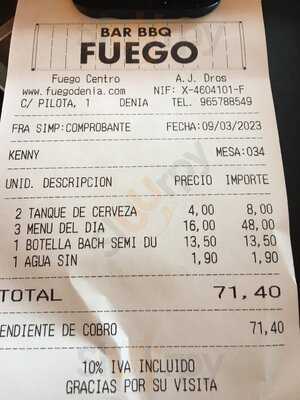 BAR BBQ
FUEGO
Fuego Centro A.J. Dros
www.fuegodenia.com NIF: X-4604101-F
C/ PILOTA, 1 DENIA TEL. 965788549
FRA SIMP:COMPROBANTE FECHA:09/03/2023
KENNY MESA:034
UNID. DESCRIPCION PRECIO IMPORTE
2 TANQUE DE CERVEZA 4,00 8,00
3 MENU DEL DIA 16,00 48,00
1 BOTELLA BACH SEMI DU 13,50 13,50
1 AGUA SIN 1,90 1,90
TOTAL 71,40
ENDIENTE DE COBRO 71,40
10% IVA INCLUIDO
GRACIAS POR SU VISITA